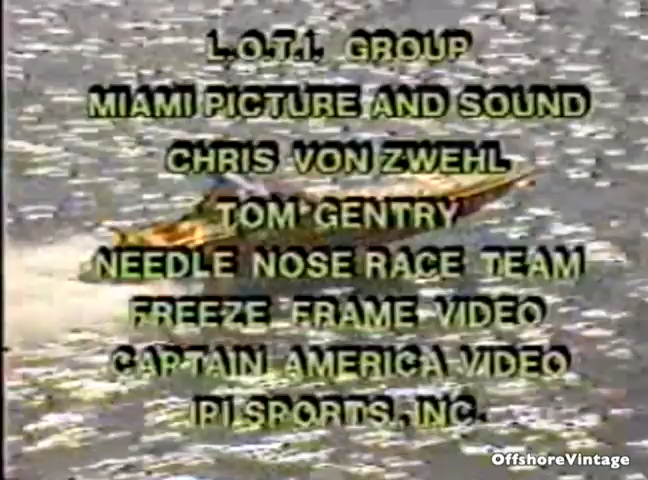 L.O.T.I. GROUP
MIAMI PICTURE AND SOUND
CHRIS VON ZWEHL
TOM GENTRY
NEEDLE NOSE RACE TEAM
FREEZE FRAME VIDEO
CAPTAIN AMERICA VIDEO
IPI SPORTS, INC.
OffshoreVintage